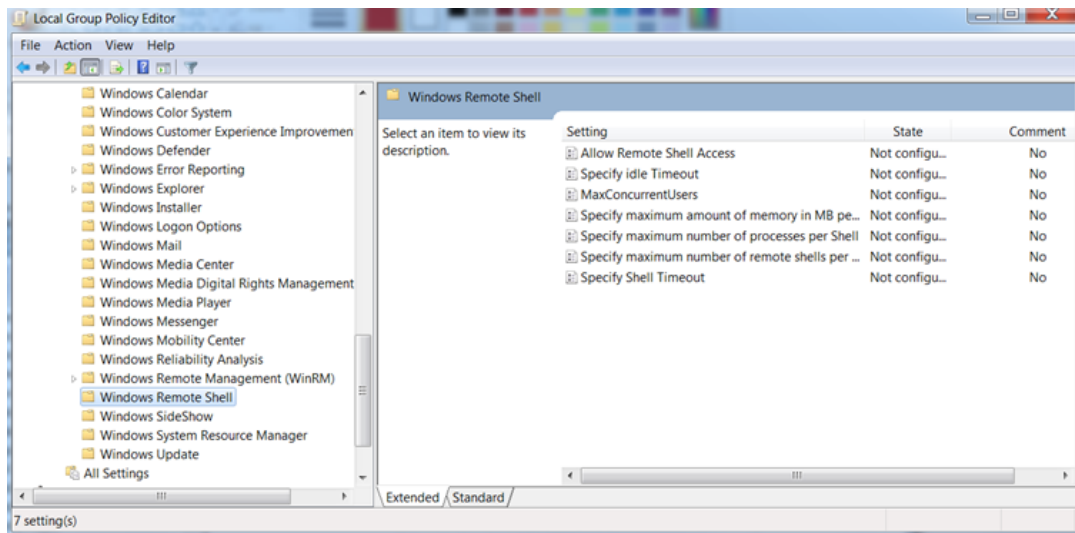 Local Group Policy Editor
File Action View Help
Windows Calendar
Windows Color System
Windows Customer Experience Improvemen
Windows Defender
Windows Error Reporting
Windows Explorer
Windows Installer
Windows Logon Options
Windows Mail
Windows Media Center
Windows Media Digital Rights Management
Windows Media Player
Windows Messenger
Windows Mobility Center
Windows Reliability Analysis
Windows Remote Management (WinRM)
Windows Remote Shell
Windows SideShow
Windows System Resource Manager
Windows Update
All Settings
Windows Remote Shell
Select an item to view its
description.
Setting State Comment
Allow Remote Shell Access Not configu... No
Specify idle Timeout Not configu... No
MaxConcurrentUsers Not configu... No
Specify maximum amount of memory in MB pe... Not configu... No
Specify maximum number of processes per Shell Not configu... No
Specify maximum number of remote shells per ... Not configu... No
Specify Shell Timeout Not configu... No
Extended Standard
7 setting(s)